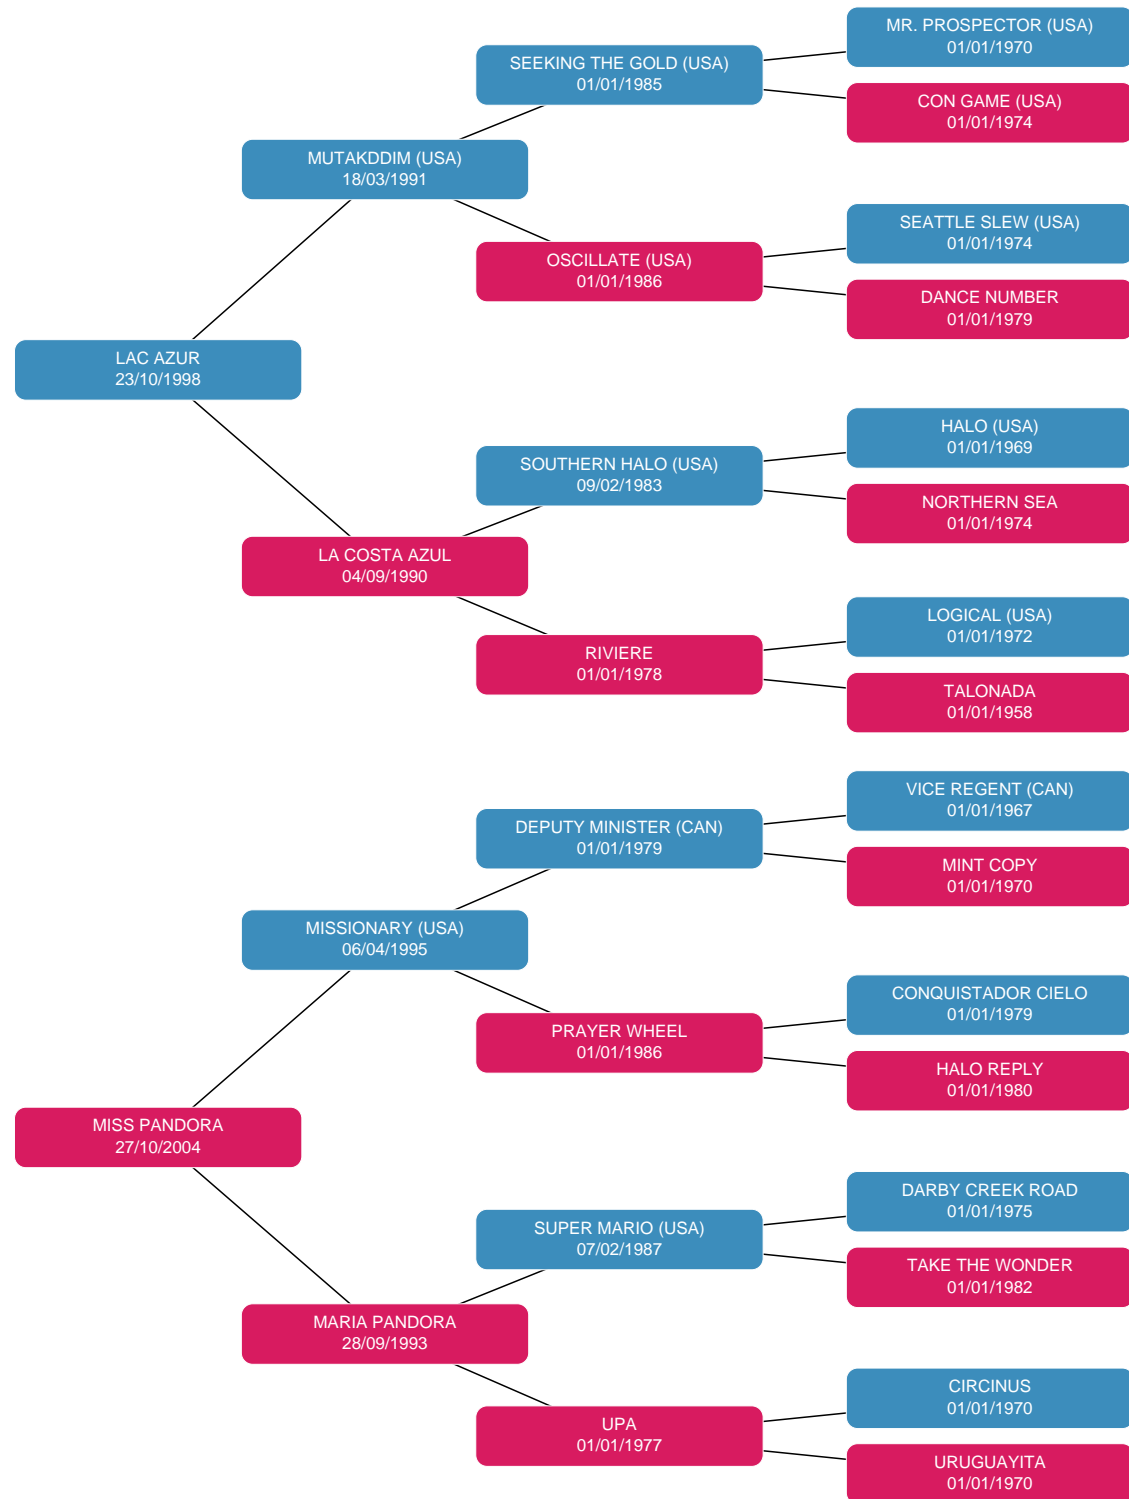 MR. PROSPECTOR (USA)
01/01/1970
SEEKING THE GOLD (USA)
01/01/1985
CON GAME (USA)
01/01/1974
MUTAKDDIM (USA)
18/03/1991
SEATTLE SLEW (USA)
01/01/1974
OSCILLATE (USA)
01/01/1986
DANCE NUMBER
01/01/1979
LAC AZUR
23/10/1998
HALO (USA)
01/01/1969
SOUTHERN HALO (USA)
09/02/1983
NORTHERN SEA
01/01/1974
LA COSTA AZUL
04/09/1990
LOGICAL (USA)
01/01/1972
RIVIERE
01/01/1978
TALONADA
01/01/1958
VICE REGENT (CAN)
01/01/1967
DEPUTY MINISTER (CAN)
01/01/1979
MINT COPY
01/01/1970
MISSIONARY (USA)
06/04/1995
CONQUISTADOR CIELO
01/01/1979
PRAYER WHEEL
01/01/1986
HALO REPLY
01/01/1980
MISS PANDORA
27/10/2004
DARBY CREEK ROAD
01/01/1975
SUPER MARIO (USA)
07/02/1987
TAKE THE WONDER
01/01/1982
MARIA PANDORA
28/09/1993
CIRCINUS
01/01/1970
UPA
01/01/1977
URUGUAYITA
01/01/1970